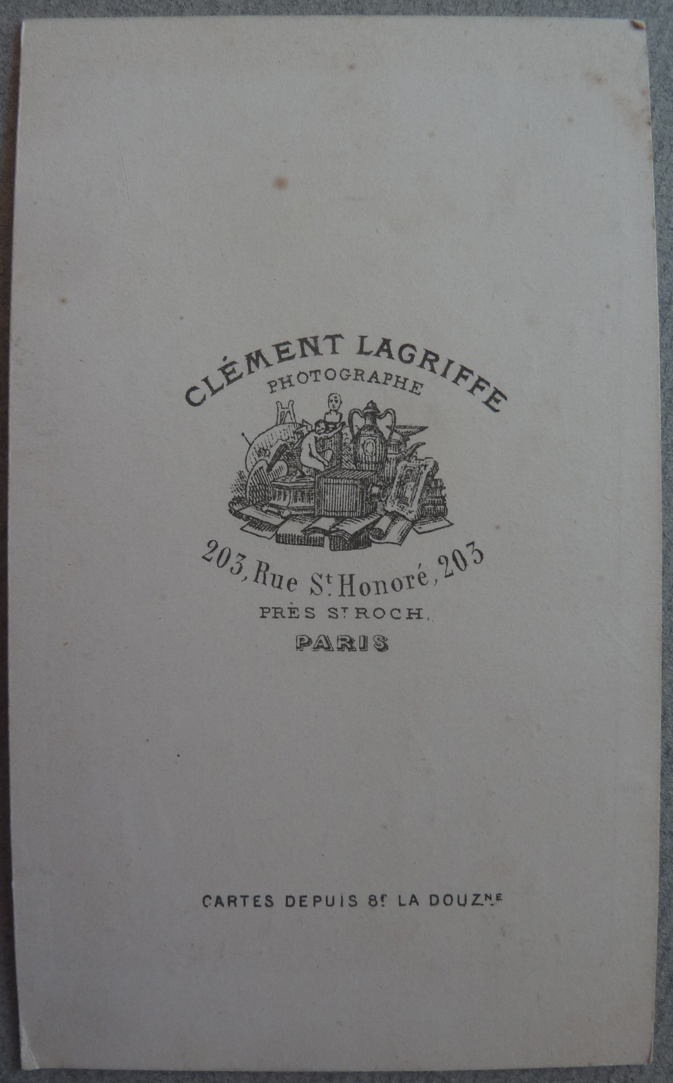 CLÉMENT LAGRIFFE
PHOTOGRAPHE
203, Rue St. Honoré, 203
PRÈS ST ROCH.
PARIS
CARTES DEPUIS 8f LA DOUZNE